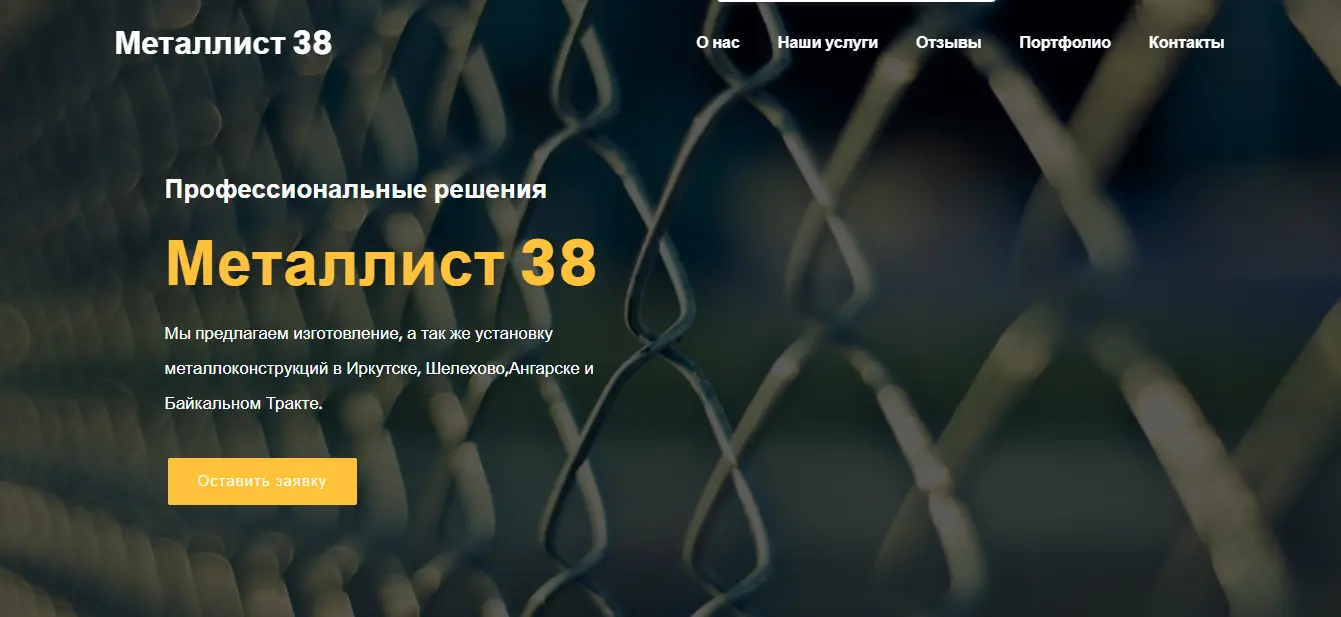 Металлист 38
О нас Наши услуги Отзывы Портфолио Контакты
Профессиональные решения
Металлист 38
Мы предлагаем изготовление, а так же установку
металлоконструкций в Иркутске, Шелехово,Ангарске и
Байкальном Тракте.
Оставить заявку